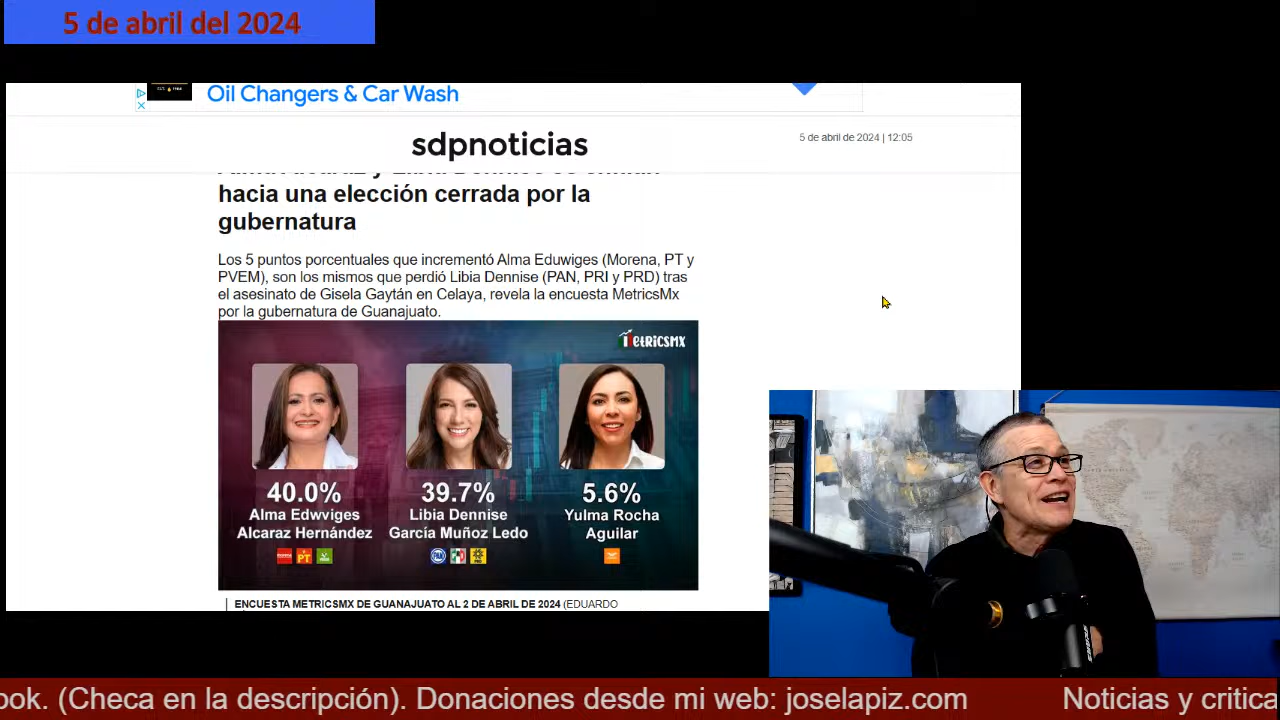 5 de abril del 2024
Oil Changers & Car Wash
sdpnoticias
5 de abril de 2024 | 12:05
hacia una elección cerrada por la
gubernatura
Los 5 puntos porcentuales que incrementó Alma Eduwiges (Morena, PT y
PVEM), son los mismos que perdió Libia Dennise (PAN, PRI y PRD) tras
el asesinato de Gisela Gaytán en Celaya, revela la encuesta MetricsMx
por la gubernatura de Guanajuato.
METRICSMX
40.0%
Alma Edwviges
Alcaraz Hernández
morena PT
39.7%
Libia Dennise
García Muñoz Ledo
PAN PRI PRD
5.6%
Yulma Rocha
Aguilar
ENCUESTA METRICSMX DE GUANAJUATO AL 2 DE ABRIL DE 2024 (EDUARDO
ook. (Checa en la descripción). Donaciones desde mi web: joselapiz.com Noticias y critica